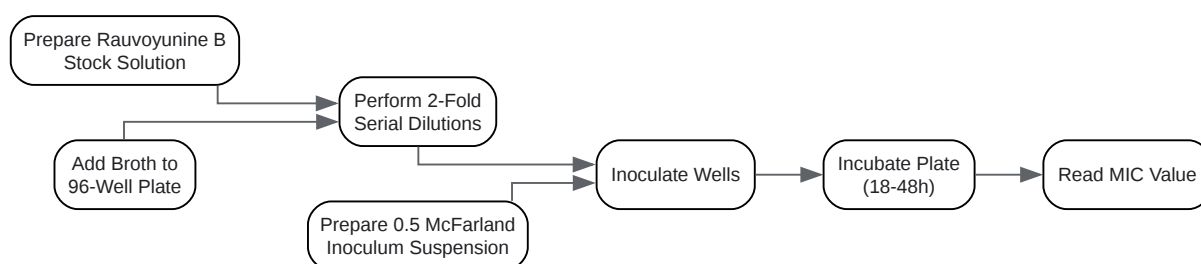 Prepare Rauvoyunine B
Stock Solution
Add Broth to
96-Well Plate
Perform 2-Fold
Serial Dilutions
Prepare 0.5 McFarland
Inoculum Suspension
Inoculate Wells
Incubate Plate
(18-48h)
Read MIC Value